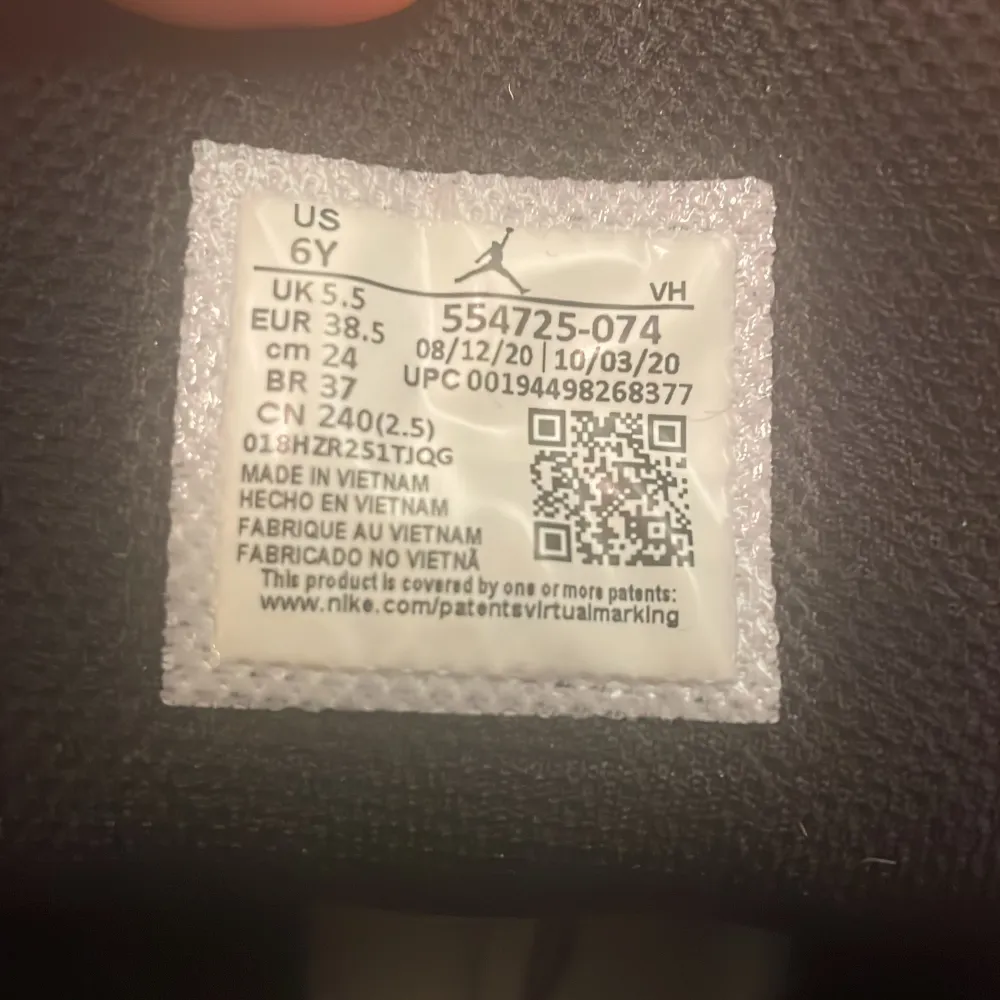 US
6Y
VH
UK 5.5
EUR 38.5
cm 24
BR 37
CN 240(2.5)
554725-074
08/12/20 | 10/03/20
UPC 00194498268377
018HZR251TJQG
MADE IN VIETNAM
HECHO EN VIETNAM
FABRIQUE AU VIETNAM
FABRICADO NO VIETNÃ
This product is covered by one or more patents:
www.nike.com/patentsvirtualmarking